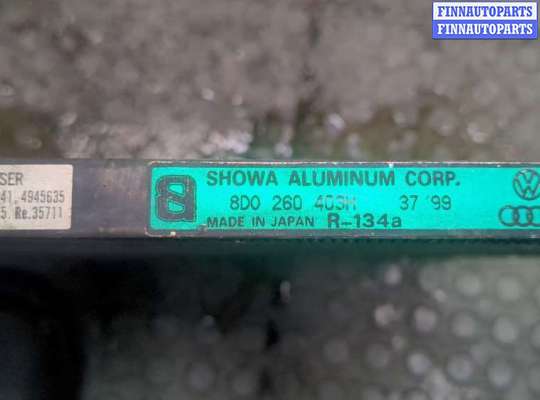 FINNAUTOPARTS
FINNAUTOPARTS
SER
41, 4945635
5. Re.35711
SHOWA ALUMINUM CORP.
8D0 260 403H 37 '99
MADE IN JAPAN R-134a